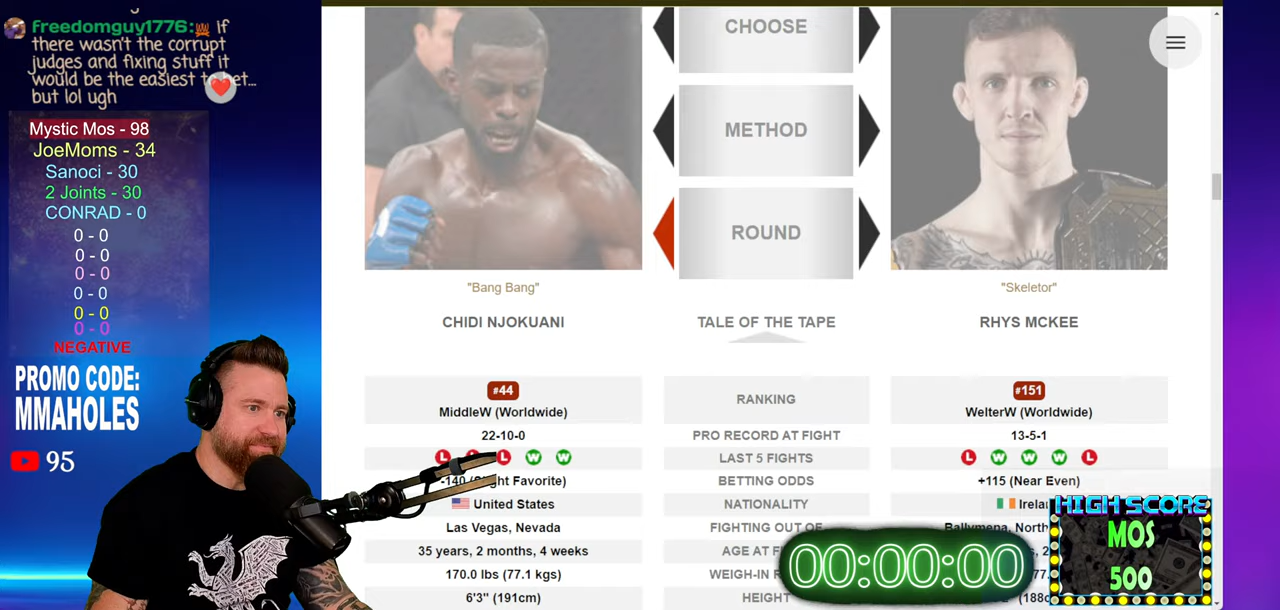 freedomguy1776: if
there wasn't the corrupt
judges and fixing stuff it
would be the easiest to bet...
but lol ugh
Mystic Mos - 98
JoeMoms - 34
Sanoci - 30
2 Joints - 30
CONRAD - 0
0 - 0
0 - 0
0 - 0
0 - 0
0 - 0
0 - 0
NEGATIVE
PROMO CODE:
MMAHOLES
95
CHOOSE
METHOD
ROUND
"Bang Bang"
"Skeletor"
CHIDI NJOKUANI
TALE OF THE TAPE
RHYS MCKEE
#44
MiddleW (Worldwide)
RANKING
#151
WelterW (Worldwide)
22-10-0
PRO RECORD AT FIGHT
13-5-1
L L W W
LAST 5 FIGHTS
L W W W L
-140 (Slight Favorite)
BETTING ODDS
+115 (Near Even)
United States
NATIONALITY
Las Vegas, Nevada
FIGHTING OUT OF
Ballymena,
35 years, 2 months, 4 weeks
AGE AT
170.0 lbs (77.1 kgs)
WEIGH-IN
6'3" (191cm)
HEIGHT
00:00:00
HIGH SCORE
MOS
500